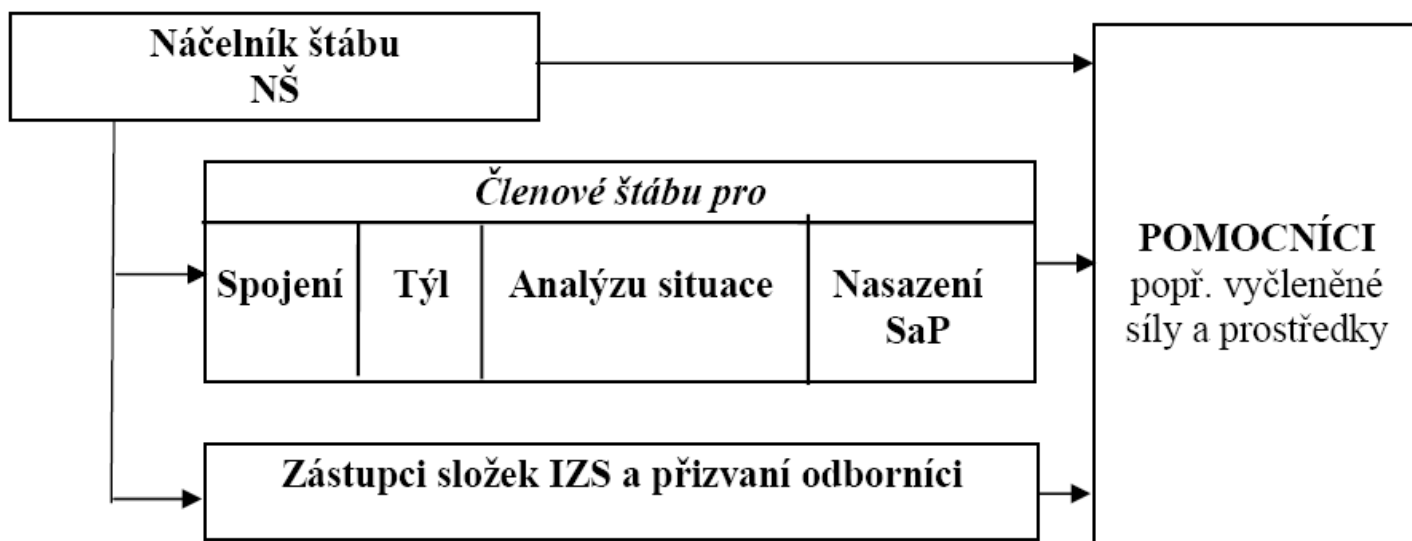 Náčelník štábu
NŠ
Členové štábu pro
Spojení
Týl
Analýzu situace
Nasazení
SaP
Zástupci složek IZS a přizvaní odborníci
POMOCNÍCI
popř. vyčleněné
síly a prostředky